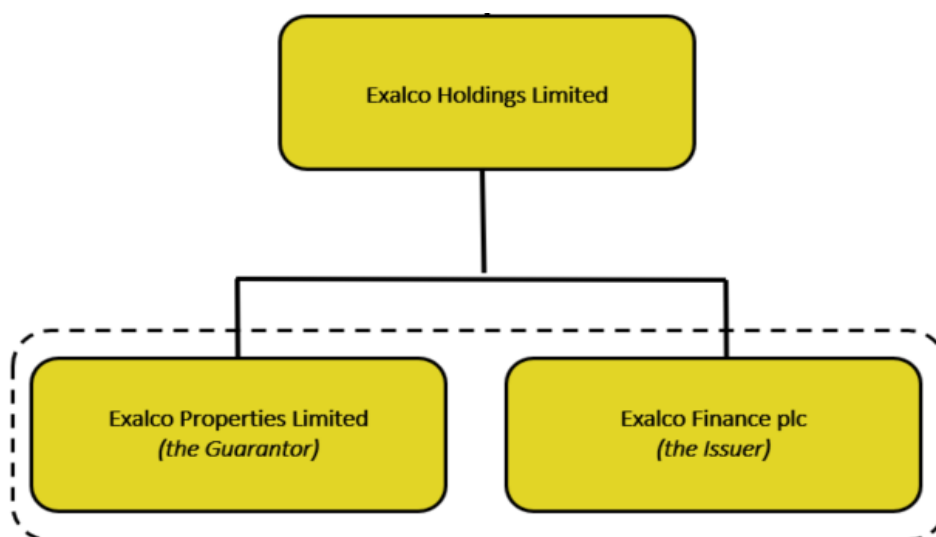 Exalco Holdings Limited
Exalco Properties Limited
(the Guarantor)
Exalco Finance plc
(the Issuer)